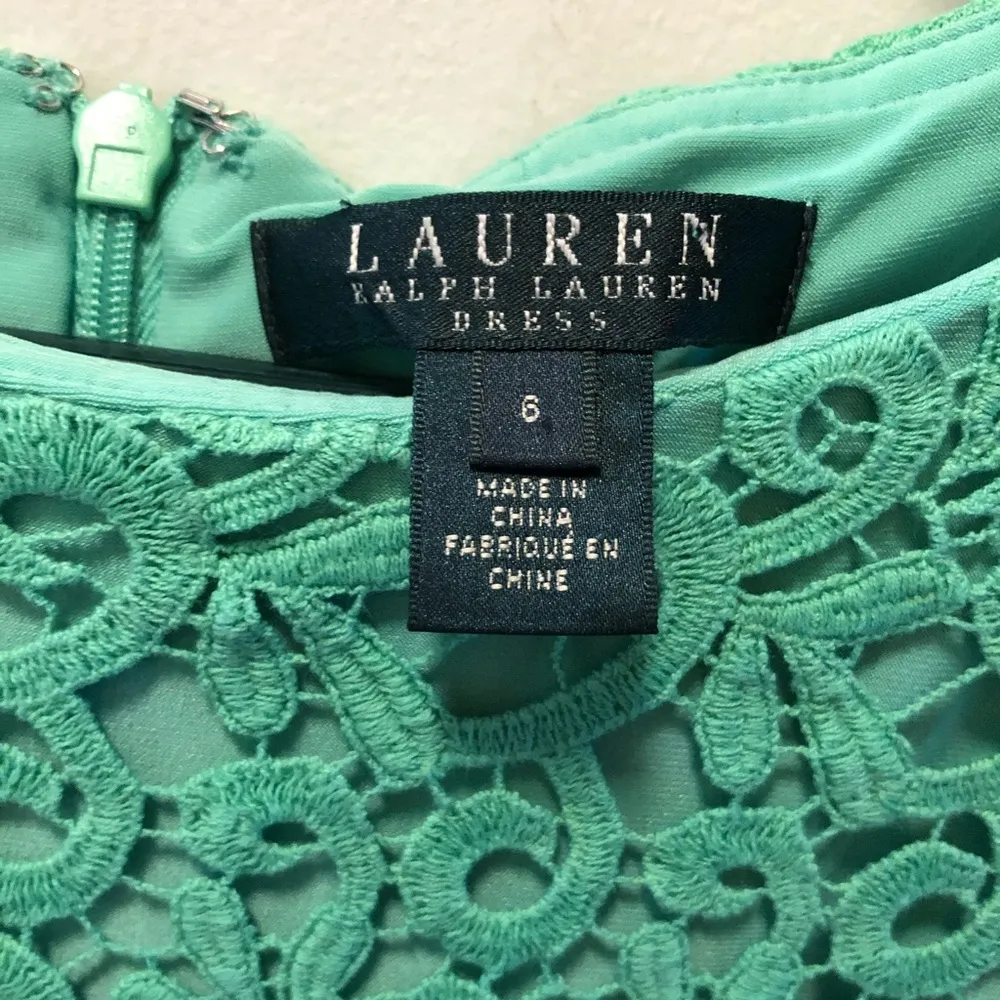 LAUREN
RALPH LAUREN
DRESS
6
MADE IN
CHINA
FABRIQUÉ EN
CHINE